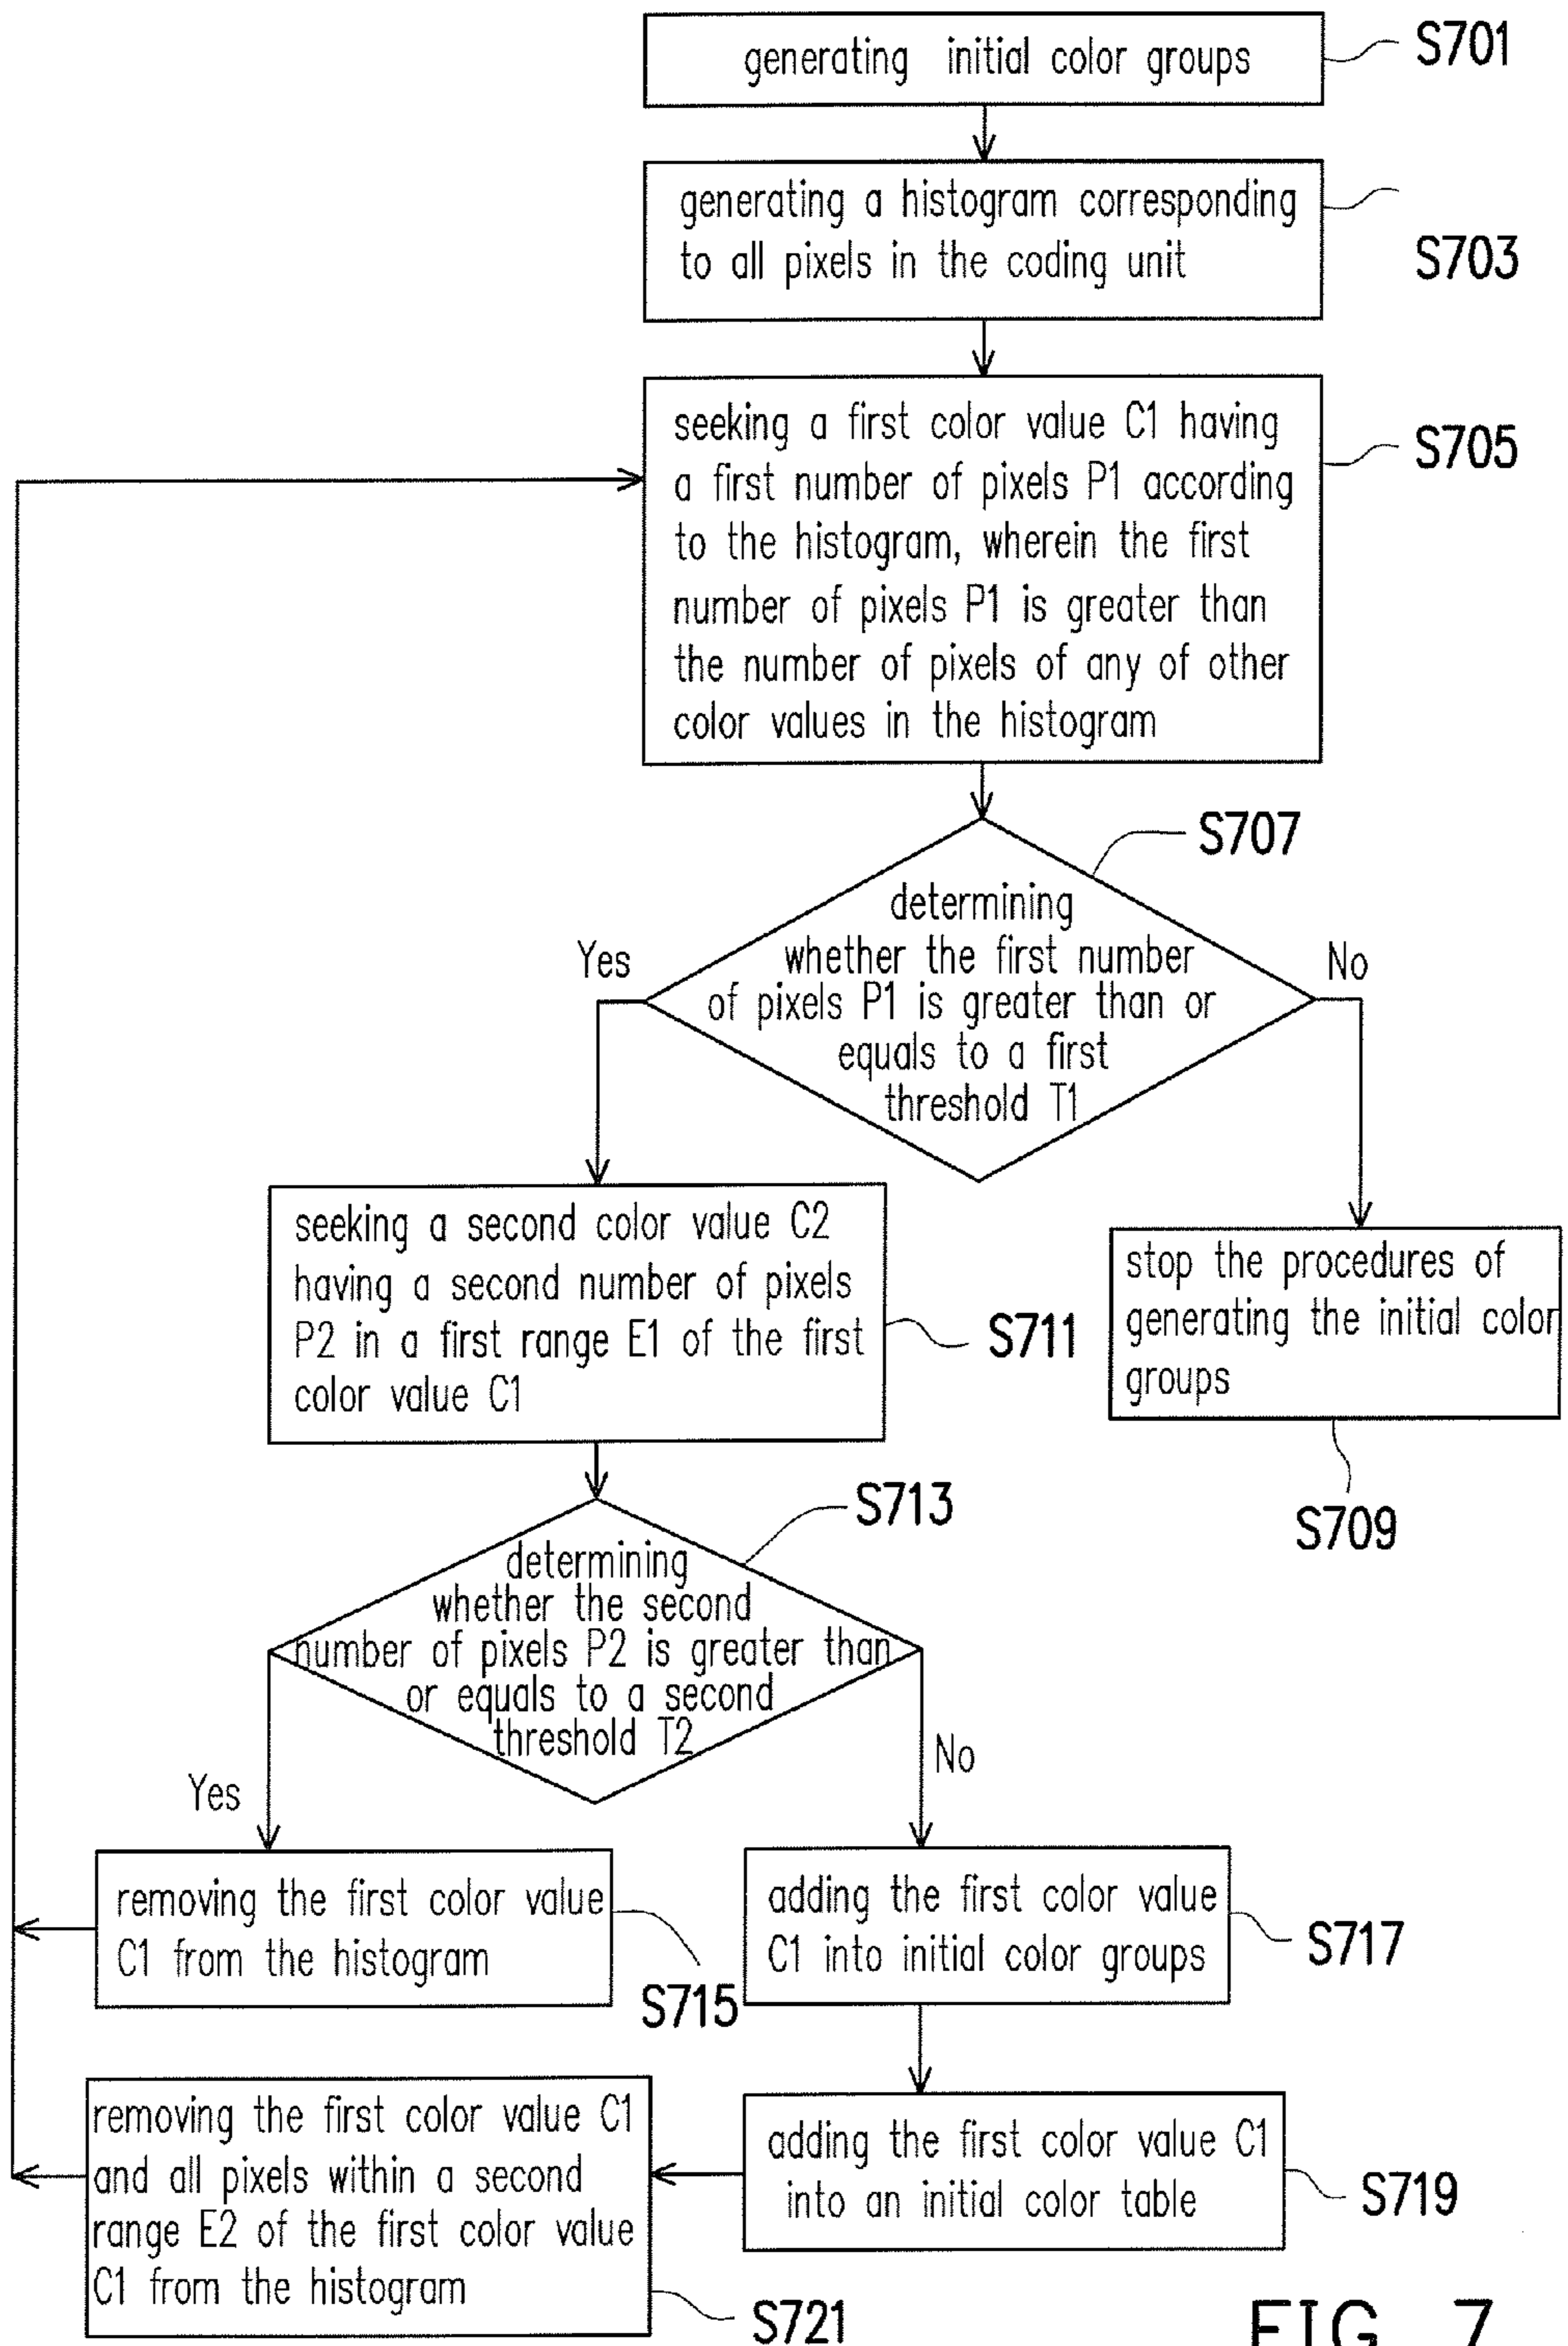 generating initial color groups
S701
generating a histogram corresponding
to all pixels in the coding unit
S703
seeking a first color value C1 having
a first number of pixels P1 according
to the histogram, wherein the first
number of pixels P1 is greater than
the number of pixels of any of other
color values in the histogram
S705
S707
determining
whether the first number
of pixels P1 is greater than or
equals to a first
threshold T1
Yes
No
seeking a second color value C2
having a second number of pixels
P2 in a first range E1 of the first
color value C1
S711
stop the procedures of
generating the initial color
groups
S709
S713
determining
whether the second
number of pixels P2 is greater than
or equals to a second
threshold T2
Yes
No
removing the first color value
C1 from the histogram
S715
adding the first color value
C1 into initial color groups
S717
removing the first color value C1
and all pixels within a second
range E2 of the first color value
C1 from the histogram
S721
adding the first color value C1
into an initial color table
S719
FIG. 7